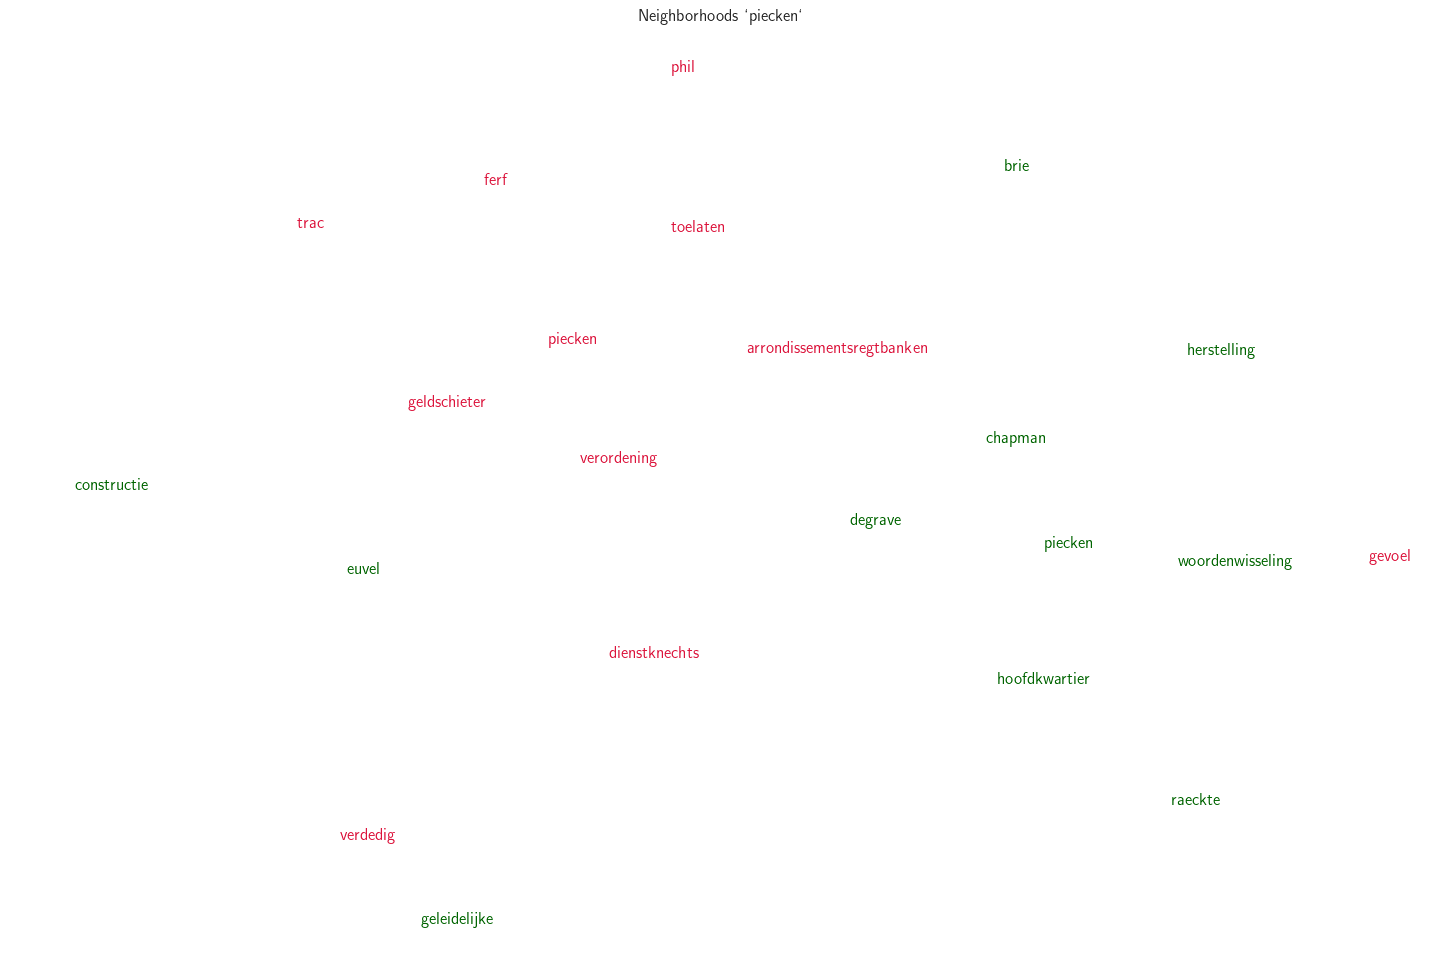 Neighborhoods ‘piecken‘
phil
brie
ferf
trac
toelaten
piecken
arrondissementsregtbanken
herstelling
geldschieter
chapman
verordening
constructie
degrave
piecken
gevoel
woordenwisseling
euvel
dienstknechts
hoofdkwartier
raeckte
verdedig
geleidelijke